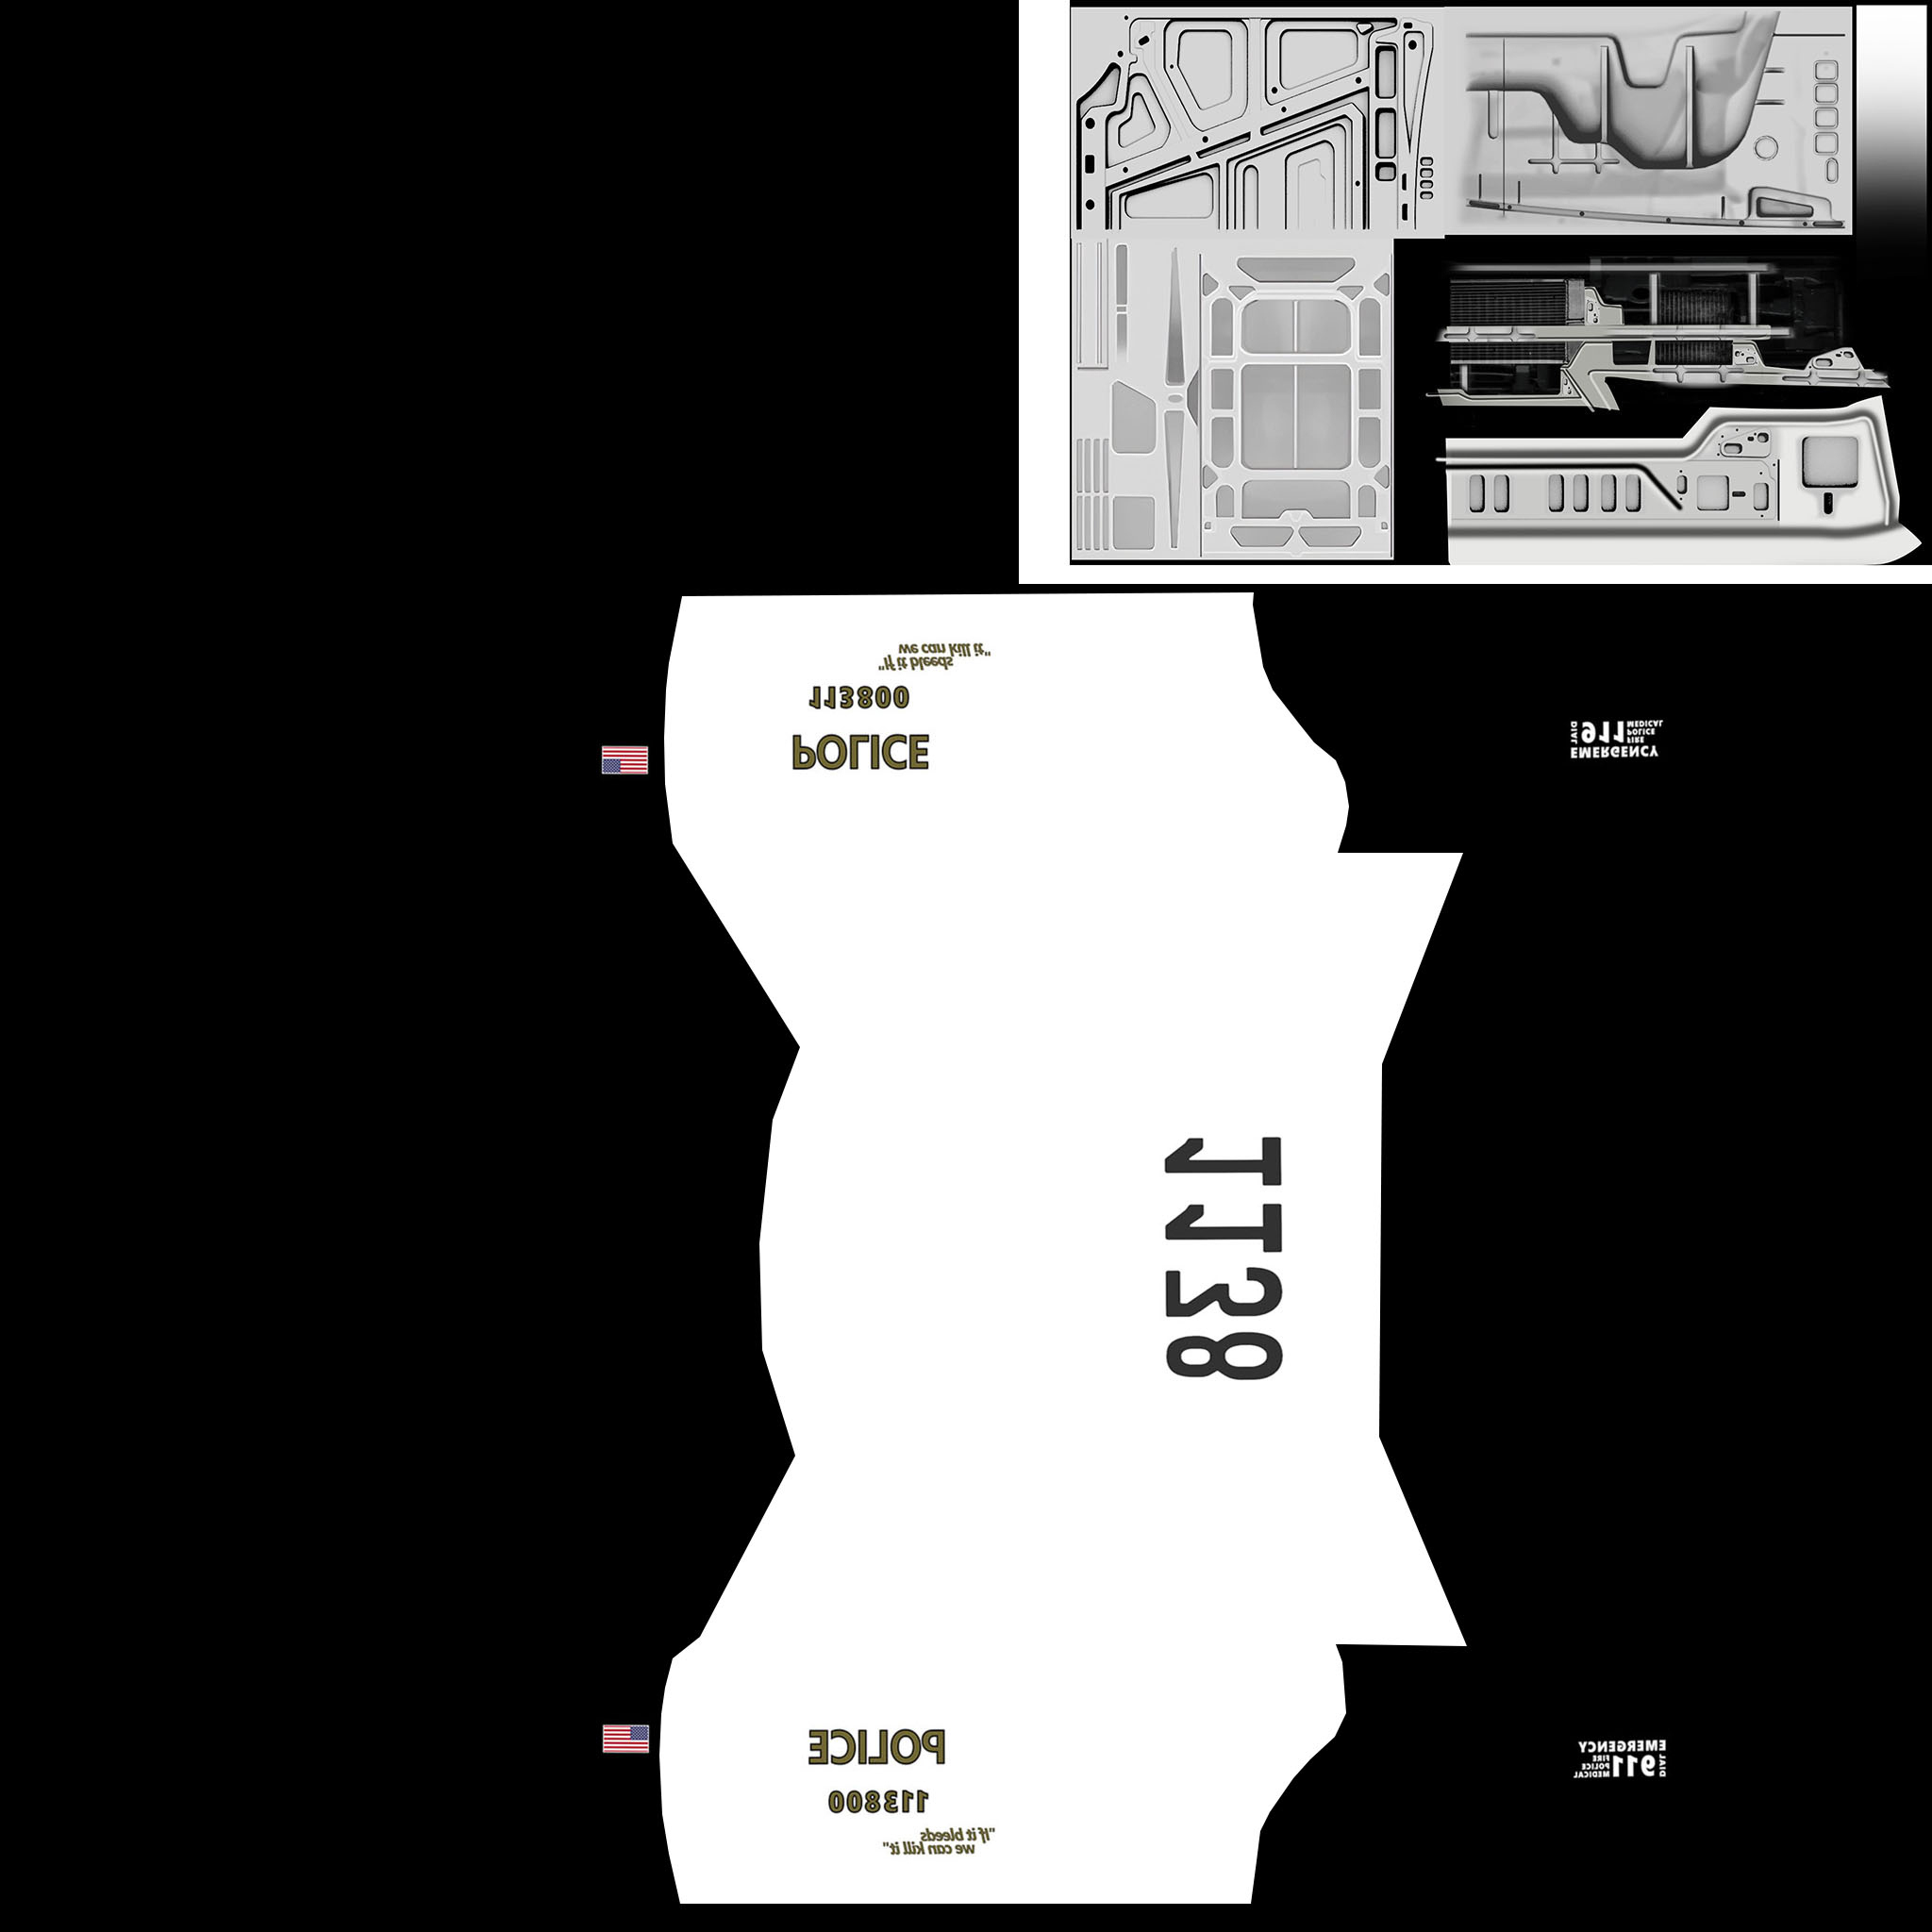 "If it bleeds
we can kill it"
113800
POLICE
EMERGENCY
DIAL
911
FIRE
POLICE
MEDICAL
1138
POLICE
113800
"If it bleeds
we can kill it"
EMERGENCY
DIAL
911
FIRE
POLICE
MEDICAL